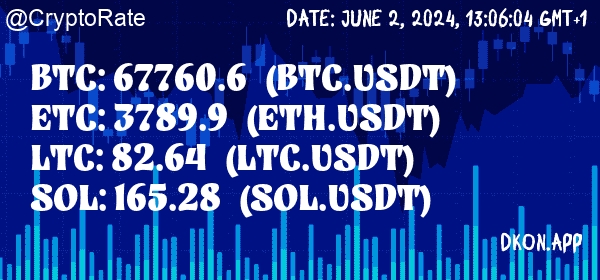 @CryptoRate
DATE: JUNE 2, 2024, 13:06:04 GMT+1
BTC: 67760.6 (BTC.USDT)
ETC: 3789.9 (ETH.USDT)
LTC: 82.64 (LTC.USDT)
SOL: 165.28 (SOL.USDT)
DKON.APP